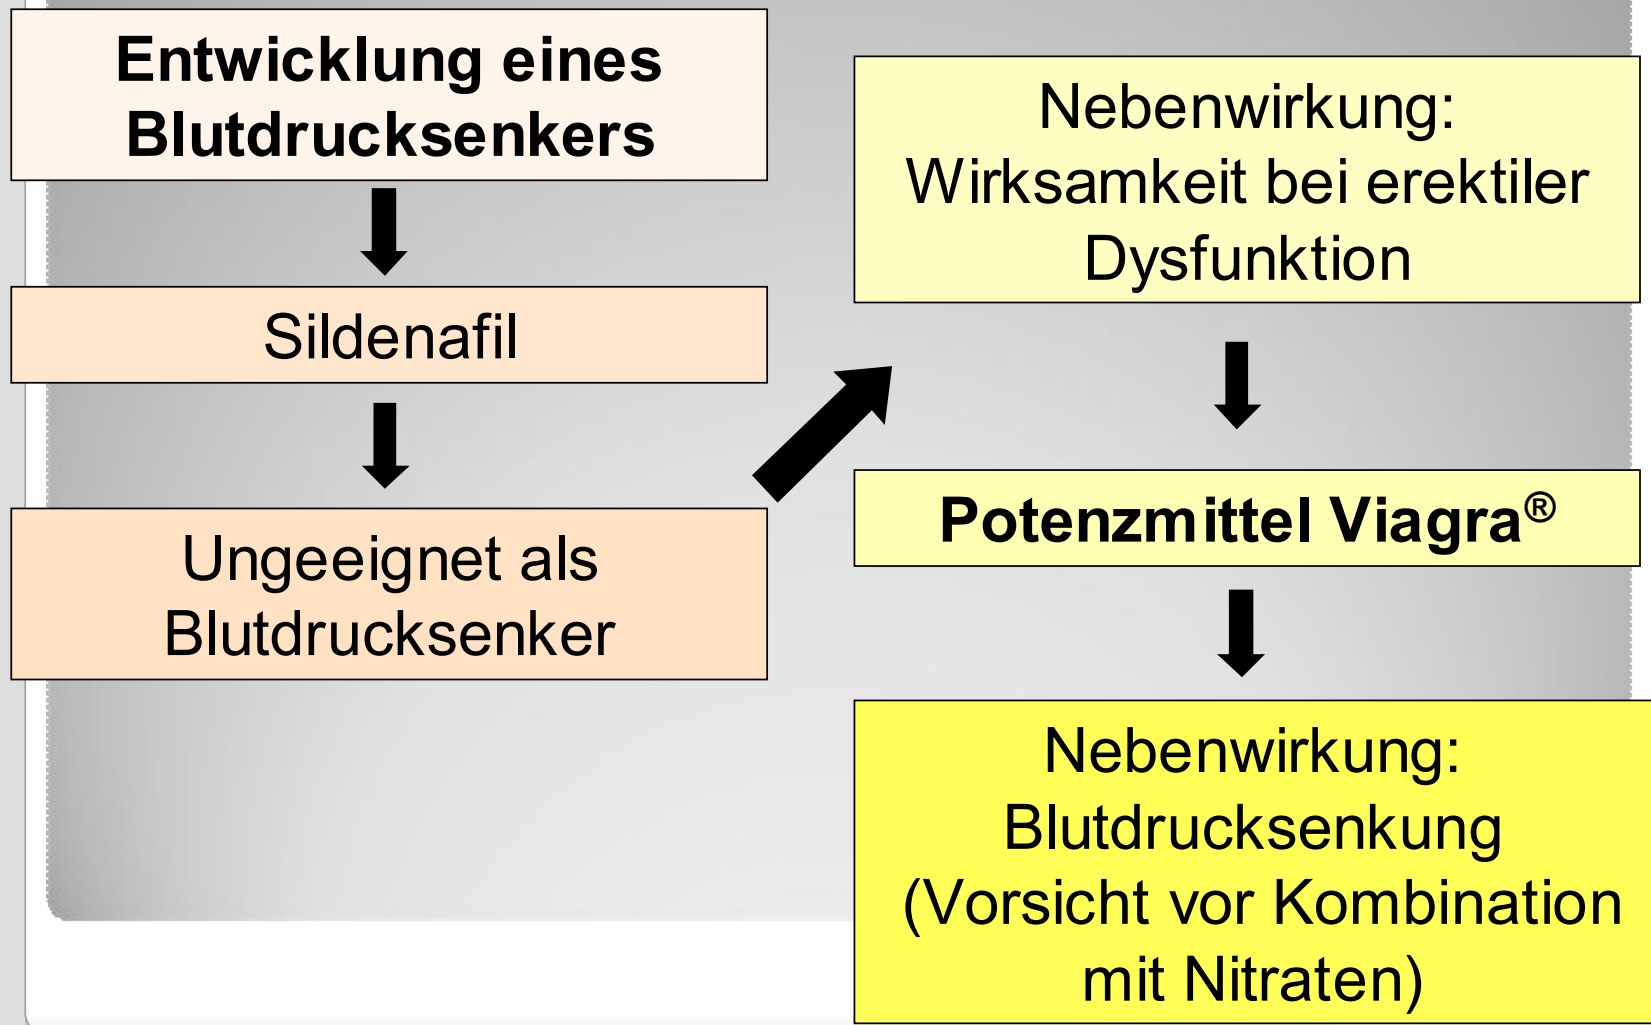 Entwicklung eines
Blutdrucksenkers
Sildenafil
Ungeeignet als
Blutdrucksenker
Nebenwirkung:
Wirksamkeit bei erektiler
Dysfunktion
Potenzmittel Viagra®
Nebenwirkung:
Blutdrucksenkung
(Vorsicht vor Kombination
mit Nitraten)